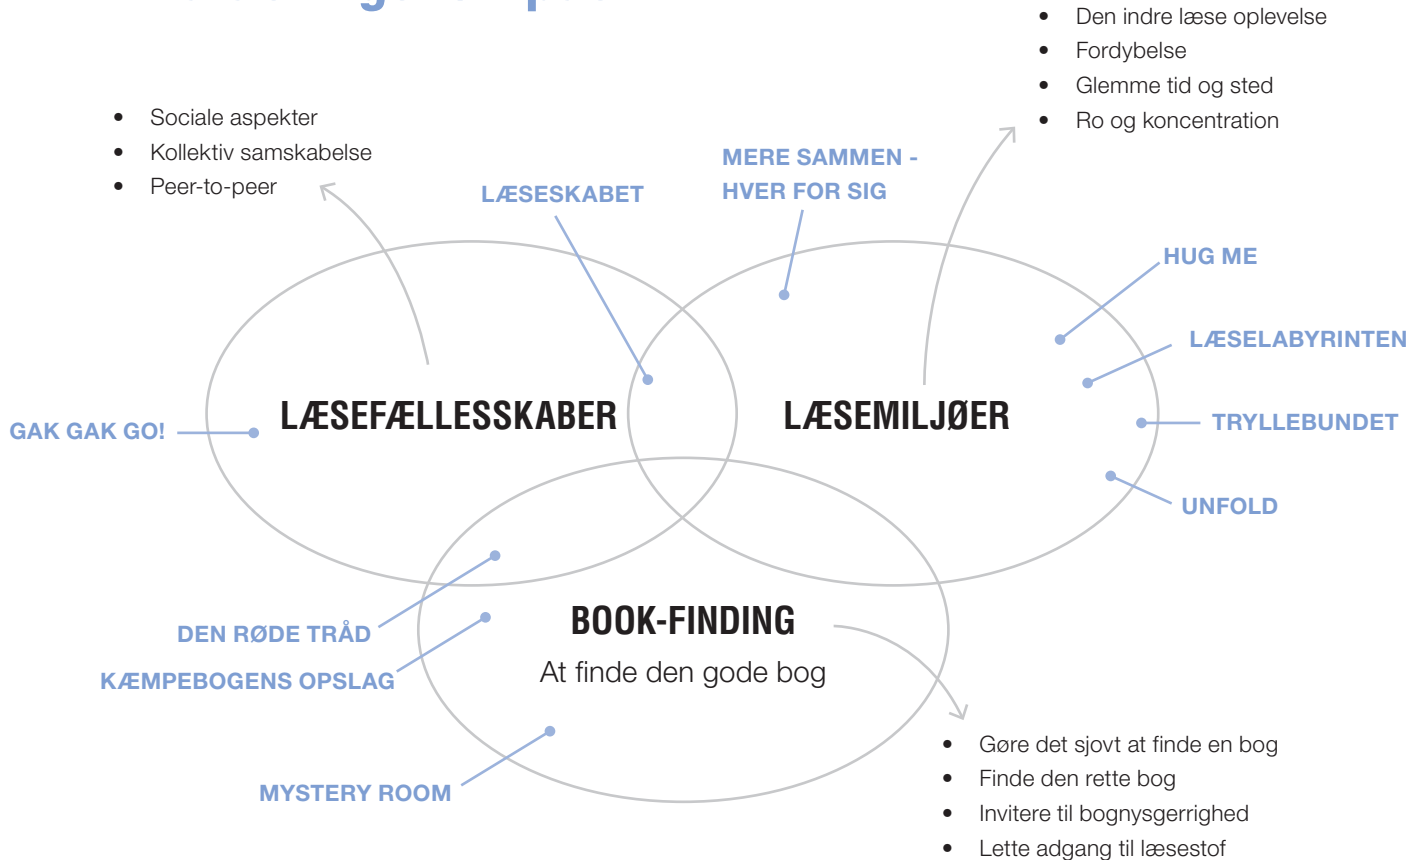 • Den indre læse oplevelse
• Fordybelse
• Glemme tid og sted
• Ro og koncentration
• Sociale aspekter
• Kollektiv samskabelse
• Peer-to-peer
MERE SAMMEN -
HVER FOR SIG
LÆSESKABET
HUG ME
LÆSELABYRINTEN
LÆSEFÆLLESSKABER
LÆSEMILJØER
GAK GAK GO!
TRYLLEBUNDET
UNFOLD
BOOK-FINDING
At finde den gode bog
DEN RØDE TRÅD
KÆMPEBOGENS OPSLAG
MYSTERY ROOM
• Gøre det sjovt at finde en bog
• Finde den rette bog
• Invitere til bognysgerrighed
• Lette adgang til læsestof